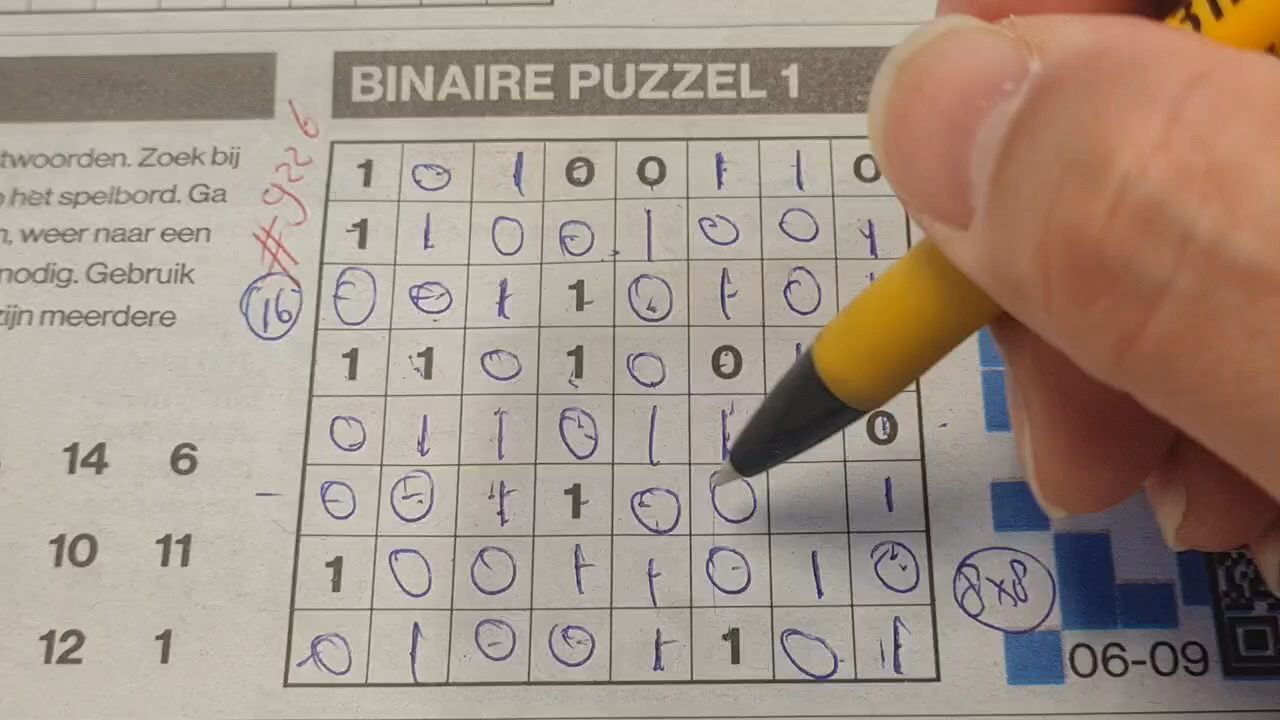 BINAIRE PUZZEL 1
twoorden. Zoek bij
het spelbord. Ga
, weer naar een
nodig. Gebruik
zijn meerdere
#9226
16
1 0 1 0 0 1 1 0
1 1 0 0 1 0 0 1
0 0 1 1 0 1 0
1 1 0 1 0 0 1
0 1 1 0 1 1 0
0 0 1 1 0 0 1
1 0 0 1 1 0 1 0
0 1 0 0 1 1 0 1
14 6
10 11
12 1
8x8
06-09